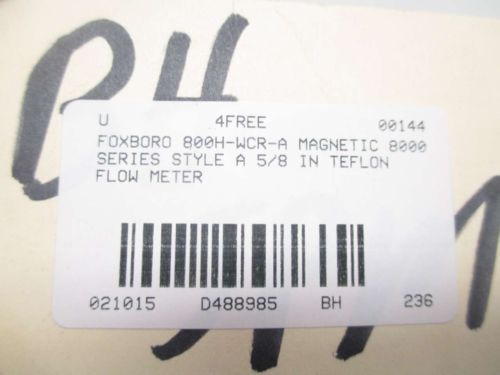 BH
U 4FREE 00144
FOXBORO 800H-WCR-A MAGNETIC 8000
SERIES STYLE A 5/8 IN TEFLON
FLOW METER
021015 D488985 BH 236